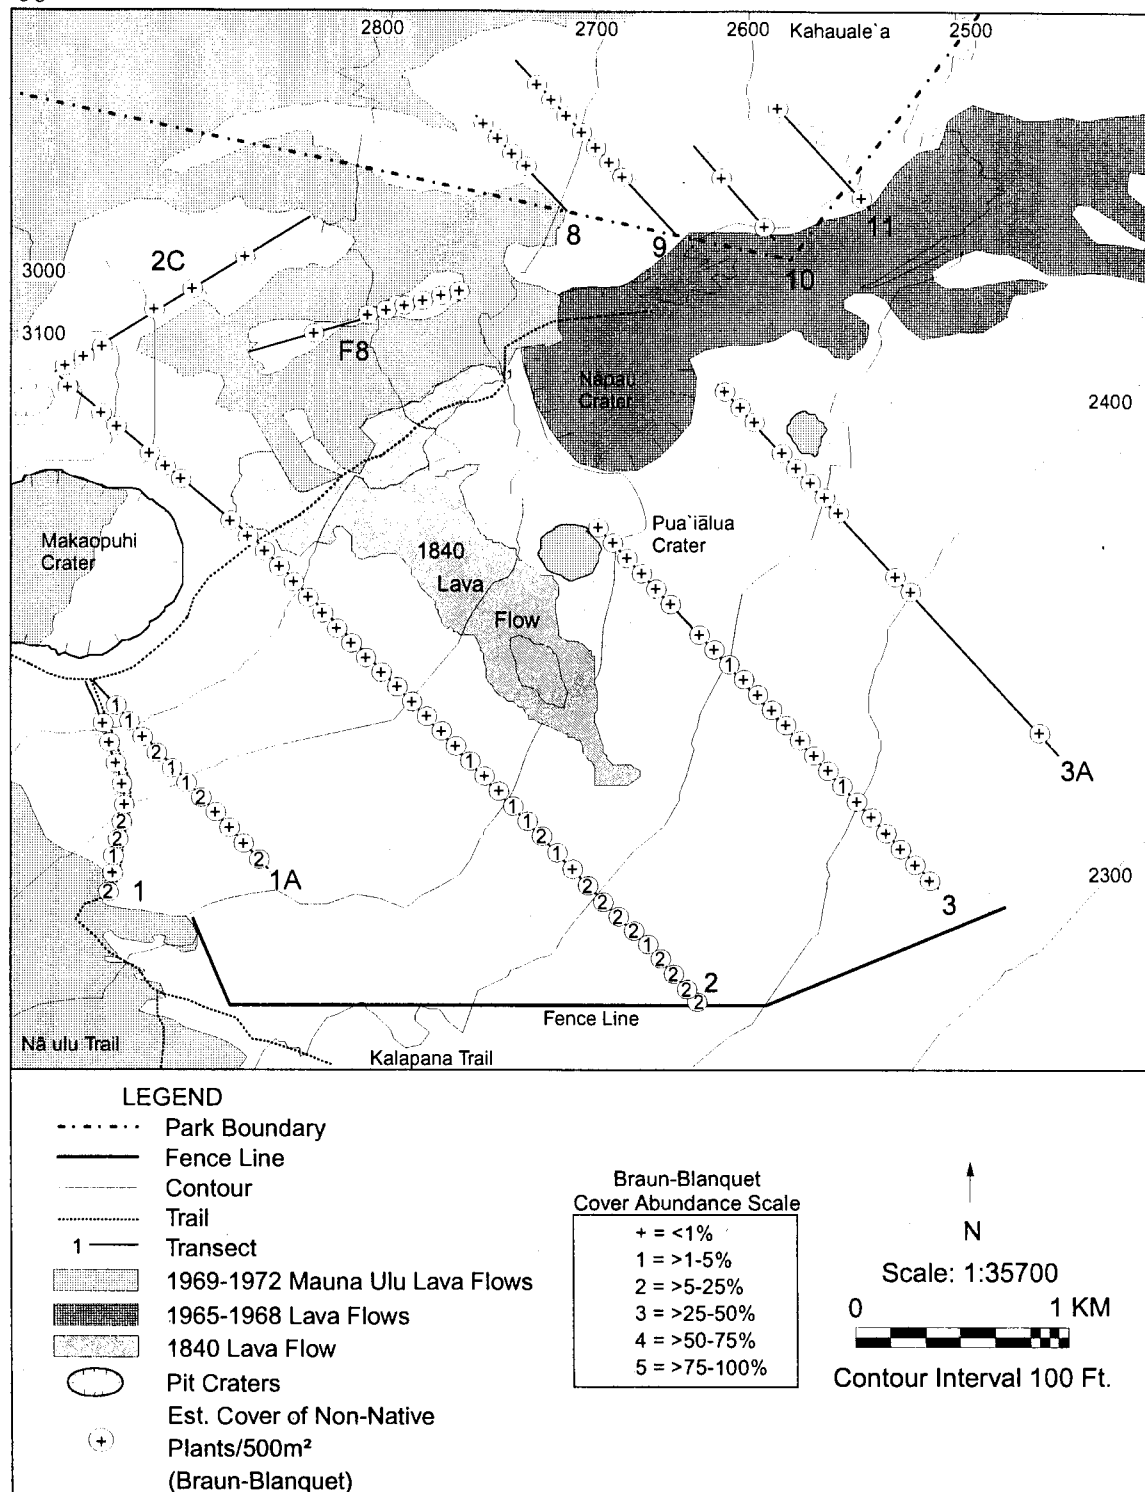 2800
2700
2600
Kahauale`a
2500
8
9
10
11
2C
3000
3100
F8
Nāpau
Crater
2400
Makaopuhi
Crater
1840
Lava
Flow
Pua`iālua
Crater
3A
1
1A
2300
3
2
Fence Line
Nā ulu Trail
Kalapana Trail
LEGEND
Park Boundary
Fence Line
Contour
Trail
1 Transect
1969-1972 Mauna Ulu Lava Flows
1965-1968 Lava Flows
1840 Lava Flow
Pit Craters
Est. Cover of Non-Native
+ Plants/500m²
(Braun-Blanquet)
Braun-Blanquet
Cover Abundance Scale
+ = <1%
1 = >1-5%
2 = >5-25%
3 = >25-50%
4 = >50-75%
5 = >75-100%
N
Scale: 1:35700
0 1 KM
Contour Interval 100 Ft.